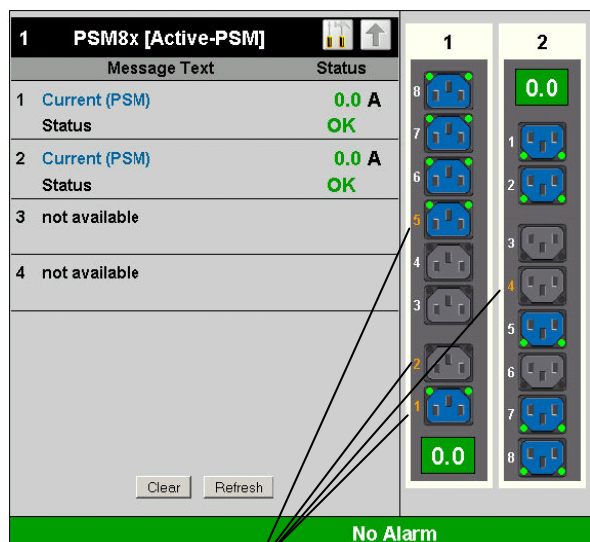 1 PSM8x [Active-PSM]
Message Text Status
1 Current (PSM) 0.0 A
Status OK
2 Current (PSM) 0.0 A
Status OK
3 not available
4 not available
Clear Refresh
1
8
7
6
5
4
3
2
1
0.0
2
0.0
1
2
3
4
5
6
7
8
No Alarm